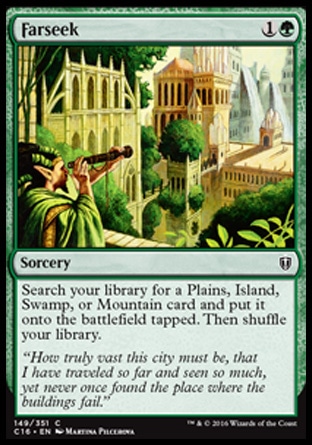 Farseek 1
Sorcery
Search your library for a Plains, Island,
Swamp, or Mountain card and put it
onto the battlefield tapped. Then shuffle
your library.
"How truly vast this city must be, that
I have traveled so far and seen so much,
yet never once found the place where the
buildings fail."
149/351 C
C16 • EN Martina Pilcerova
™ & © 2016 Wizards of the Coast